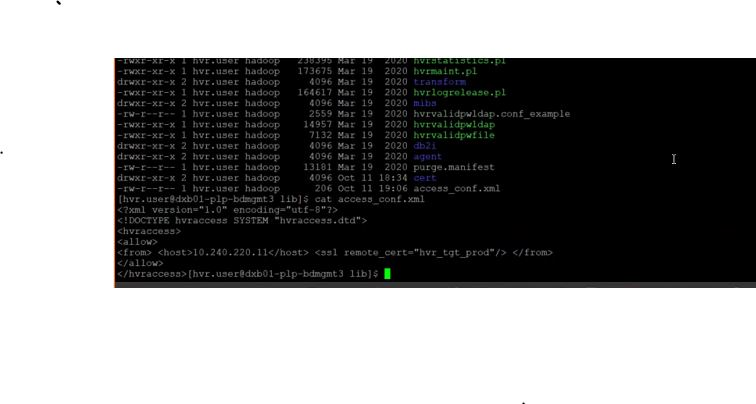 -rwxr-xr-x 1 hvr.user hadoop 238395 Mar 19 2020 hvrstatistics.pl
-rwxr-xr-x 1 hvr.user hadoop 173675 Mar 19 2020 hvrmaint.pl
drwxr-xr-x 2 hvr.user hadoop 4096 Mar 19 2020 transform
-rwxr-xr-x 1 hvr.user hadoop 164617 Mar 19 2020 hvrlogrelease.pl
drwxr-xr-x 2 hvr.user hadoop 4096 Mar 19 2020 mibs
-rw-r--r-- 1 hvr.user hadoop 2559 Mar 19 2020 hvrvalidpwldap.conf_example
-rwxr-xr-x 1 hvr.user hadoop 14957 Mar 19 2020 hvrvalidpwldap
-rwxr-xr-x 1 hvr.user hadoop 7132 Mar 19 2020 hvrvalidpwfile
drwxr-xr-x 2 hvr.user hadoop 4096 Mar 19 2020 db2i
drwxr-xr-x 2 hvr.user hadoop 4096 Mar 19 2020 agent
-rw-r--r-- 1 hvr.user hadoop 13181 Mar 19 2020 purge.manifest
drwxr-xr-x 2 hvr.user hadoop 4096 Oct 11 18:34 cert
-rw-r--r-- 1 hvr.user hadoop 206 Oct 11 19:06 access_conf.xml
[hvr.user@dxb01-plp-bdmgmt3 lib]$ cat access_conf.xml
<?xml version="1.0" encoding="utf-8"?>
<!DOCTYPE hvraccess SYSTEM "hvraccess.dtd">
<hvraccess>
<allow>
<from> <host>10.240.220.11</host> <ssl remote_cert="hvr_tgt_prod"/> </from>
</allow>
</hvraccess>[hvr.user@dxb01-plp-bdmgmt3 lib]$